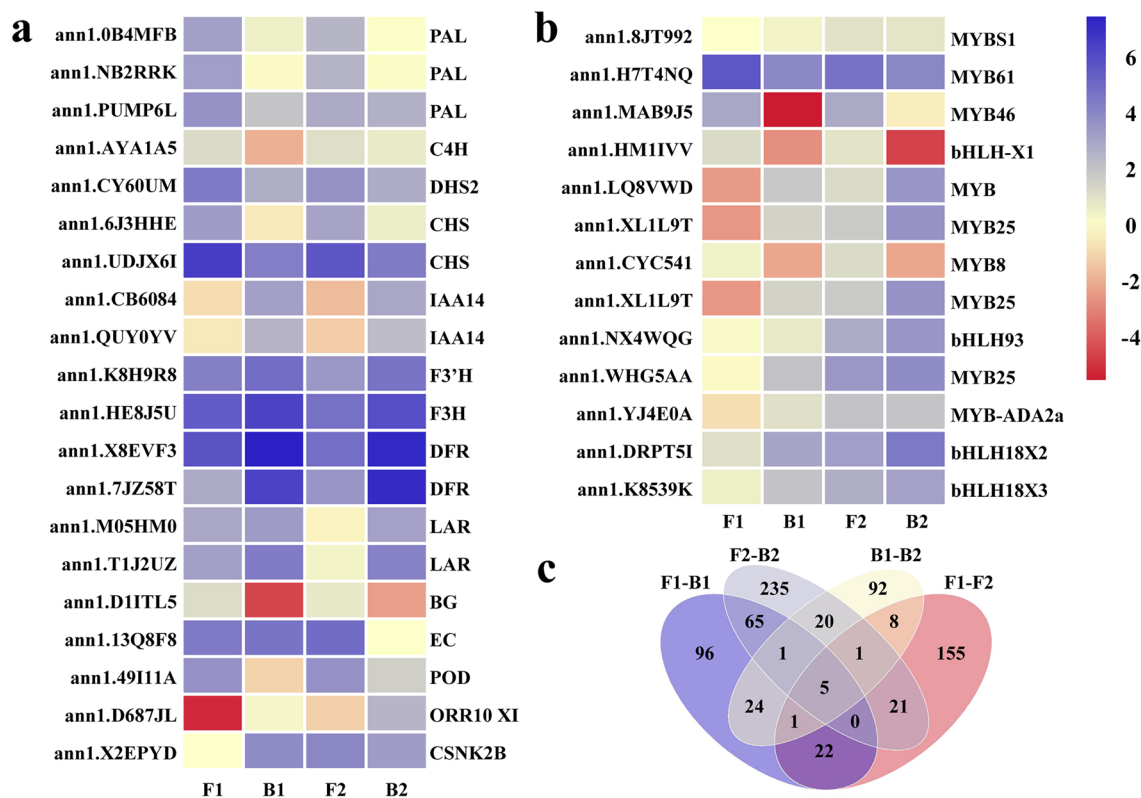 a
ann1.0B4MFB PAL
ann1.NB2RRK PAL
ann1.PUMP6L PAL
ann1.AYA1A5 C4H
ann1.CY60UM DHS2
ann1.6J3HHE CHS
ann1.UDJX6I CHS
ann1.CB6084 IAA14
ann1.QUY0YV IAA14
ann1.K8H9R8 F3’H
ann1.HE8J5U F3H
ann1.X8EVF3 DFR
ann1.7JZ58T DFR
ann1.M05HM0 LAR
ann1.T1J2UZ LAR
ann1.D1ITL5 BG
ann1.13Q8F8 EC
ann1.49I11A POD
ann1.D687JL ORR10 XI
ann1.X2EPYD CSNK2B
F1 B1 F2 B2
b
ann1.8JT992 MYBS1
ann1.H7T4NQ MYB61
ann1.MAB9J5 MYB46
ann1.HM1IVV bHLH-X1
ann1.LQ8VWD MYB
ann1.XL1L9T MYB25
ann1.CYC541 MYB8
ann1.XL1L9T MYB25
ann1.NX4WQG bHLH93
ann1.WHG5AA MYB25
ann1.YJ4E0A MYB-ADA2a
ann1.DRPT5I bHLH18X2
ann1.K8539K bHLH18X3
F1 B1 F2 B2
6
4
2
0
-2
-4
c
F2-B2 B1-B2
F1-B1 F1-F2
235 92
65 20 8
96 1 1 155
5
24 1 0 21
22